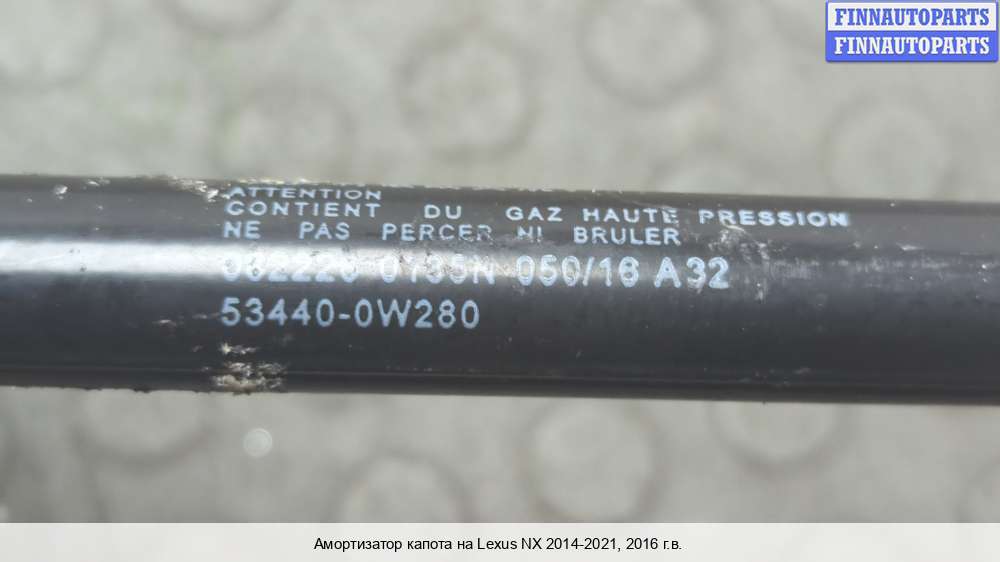 FINNAUTOPARTS
FINNAUTOPARTS
ATTENTION
CONTIENT DU GAZ HAUTE PRESSION
NE PAS PERCER NI BRULER
050/16 A32
53440-0W280
Амортизатор капота на Lexus NX 2014-2021, 2016 г.в.